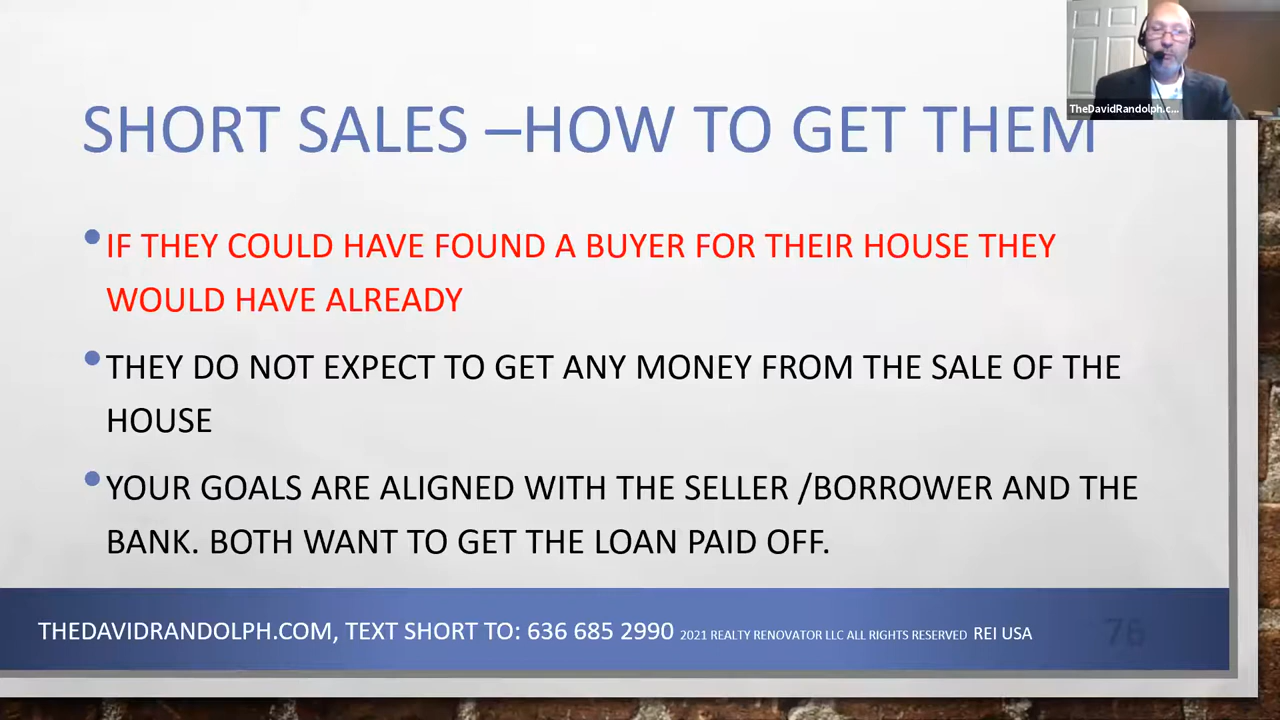 SHORT SALES –HOW TO GET THEM
TheDavidRandolph.c...
•IF THEY COULD HAVE FOUND A BUYER FOR THEIR HOUSE THEY
WOULD HAVE ALREADY
•THEY DO NOT EXPECT TO GET ANY MONEY FROM THE SALE OF THE
HOUSE
•YOUR GOALS ARE ALIGNED WITH THE SELLER /BORROWER AND THE
BANK. BOTH WANT TO GET THE LOAN PAID OFF.
THEDAVIDRANDOLPH.COM, TEXT SHORT TO: 636 685 2990 2021 REALTY RENOVATOR LLC ALL RIGHTS RESERVED REI USA 76